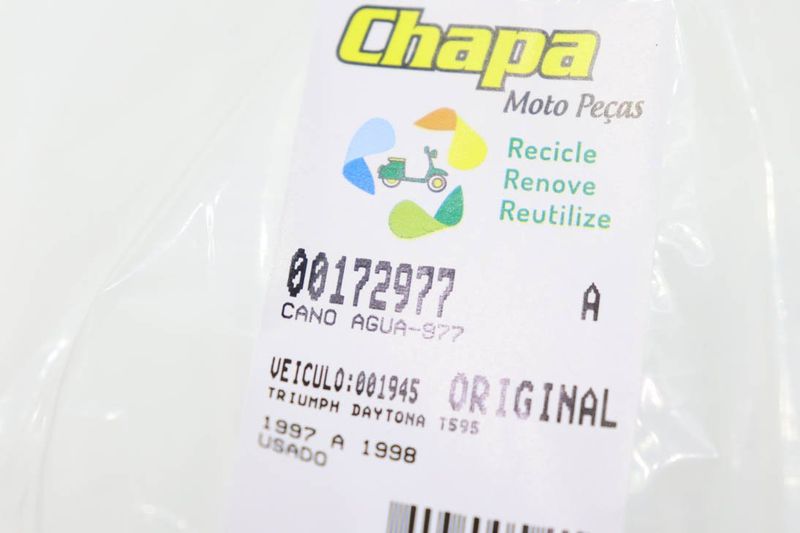 Chapa
Moto Peças
Recicle
Renove
Reutilize
00172977 A
CANO AGUA-977
VEICULO:001945 ORIGINAL
TRIUMPH DAYTONA T595
1997 A 1998
USADO